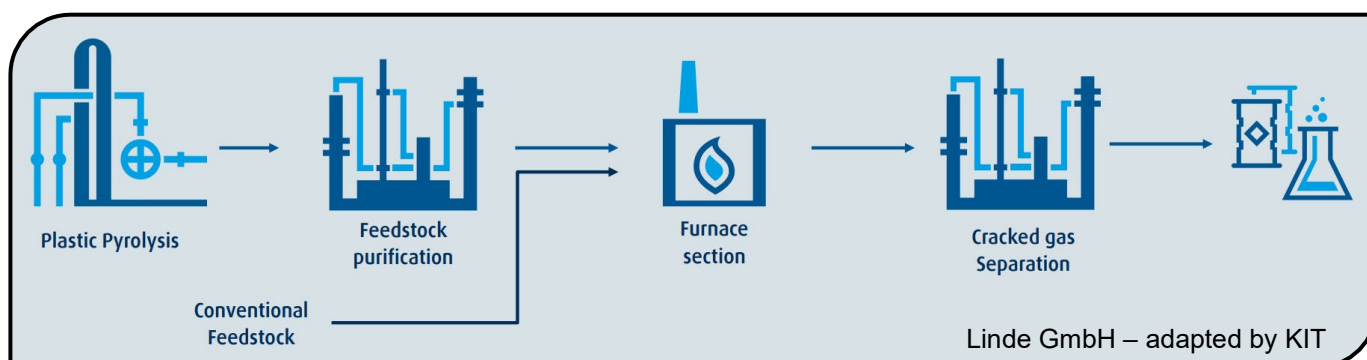 Plastic Pyrolysis
Feedstock
purification
Furnace
section
Cracked gas
Separation
Conventional
Feedstock
Linde GmbH – adapted by KIT